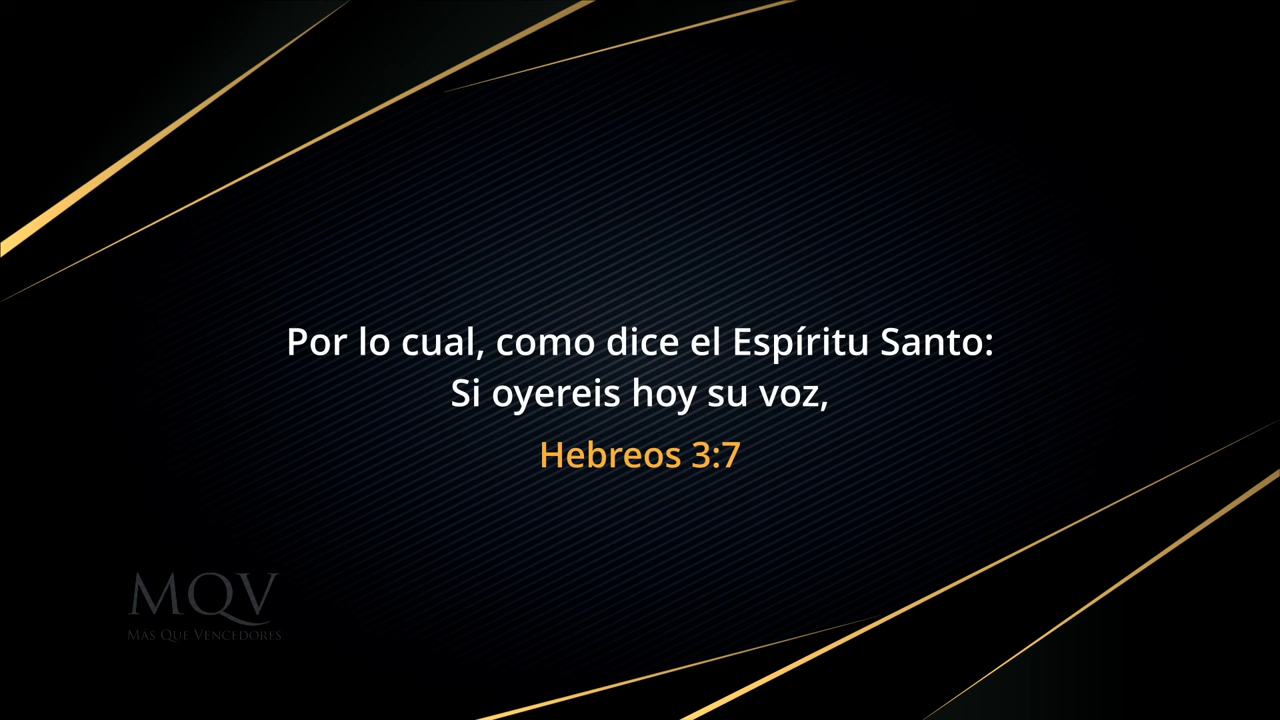 Por lo cual, como dice el Espíritu Santo:
Si oyereis hoy su voz,
Hebreos 3:7
MQV
Más Que Vencedores